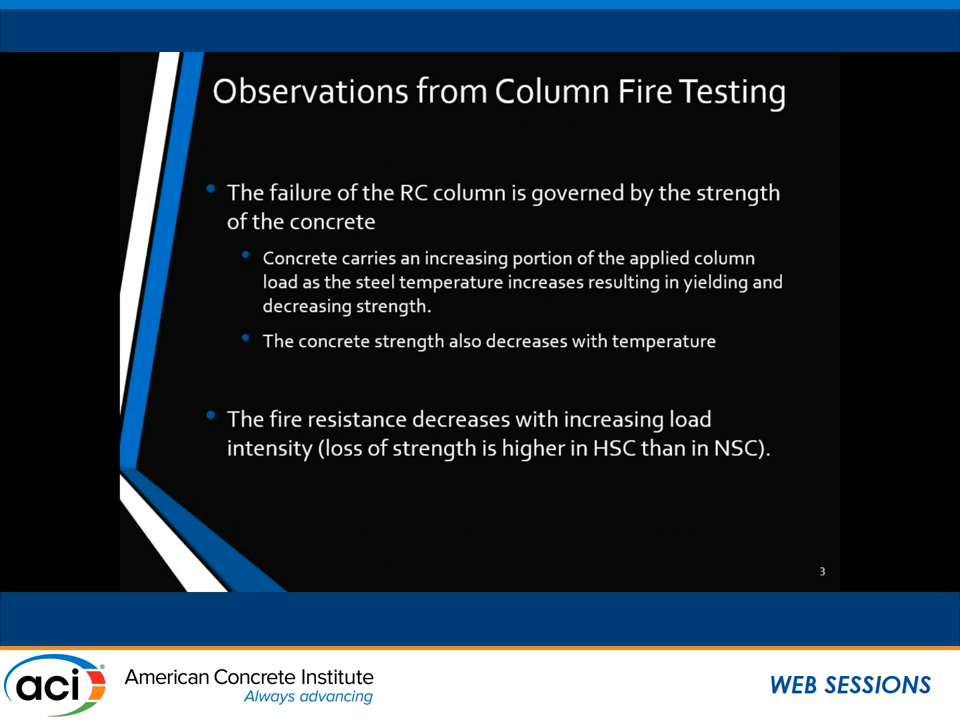 Observations from Column Fire Testing
The failure of the RC column is governed by the strength
of the concrete
Concrete carries an increasing portion of the applied column
load as the steel temperature increases resulting in yielding and
decreasing strength.
The concrete strength also decreases with temperature
The fire resistance decreases with increasing load
intensity (loss of strength is higher in HSC than in NSC).
3
aci®
American Concrete Institute
Always advancing
WEB SESSIONS